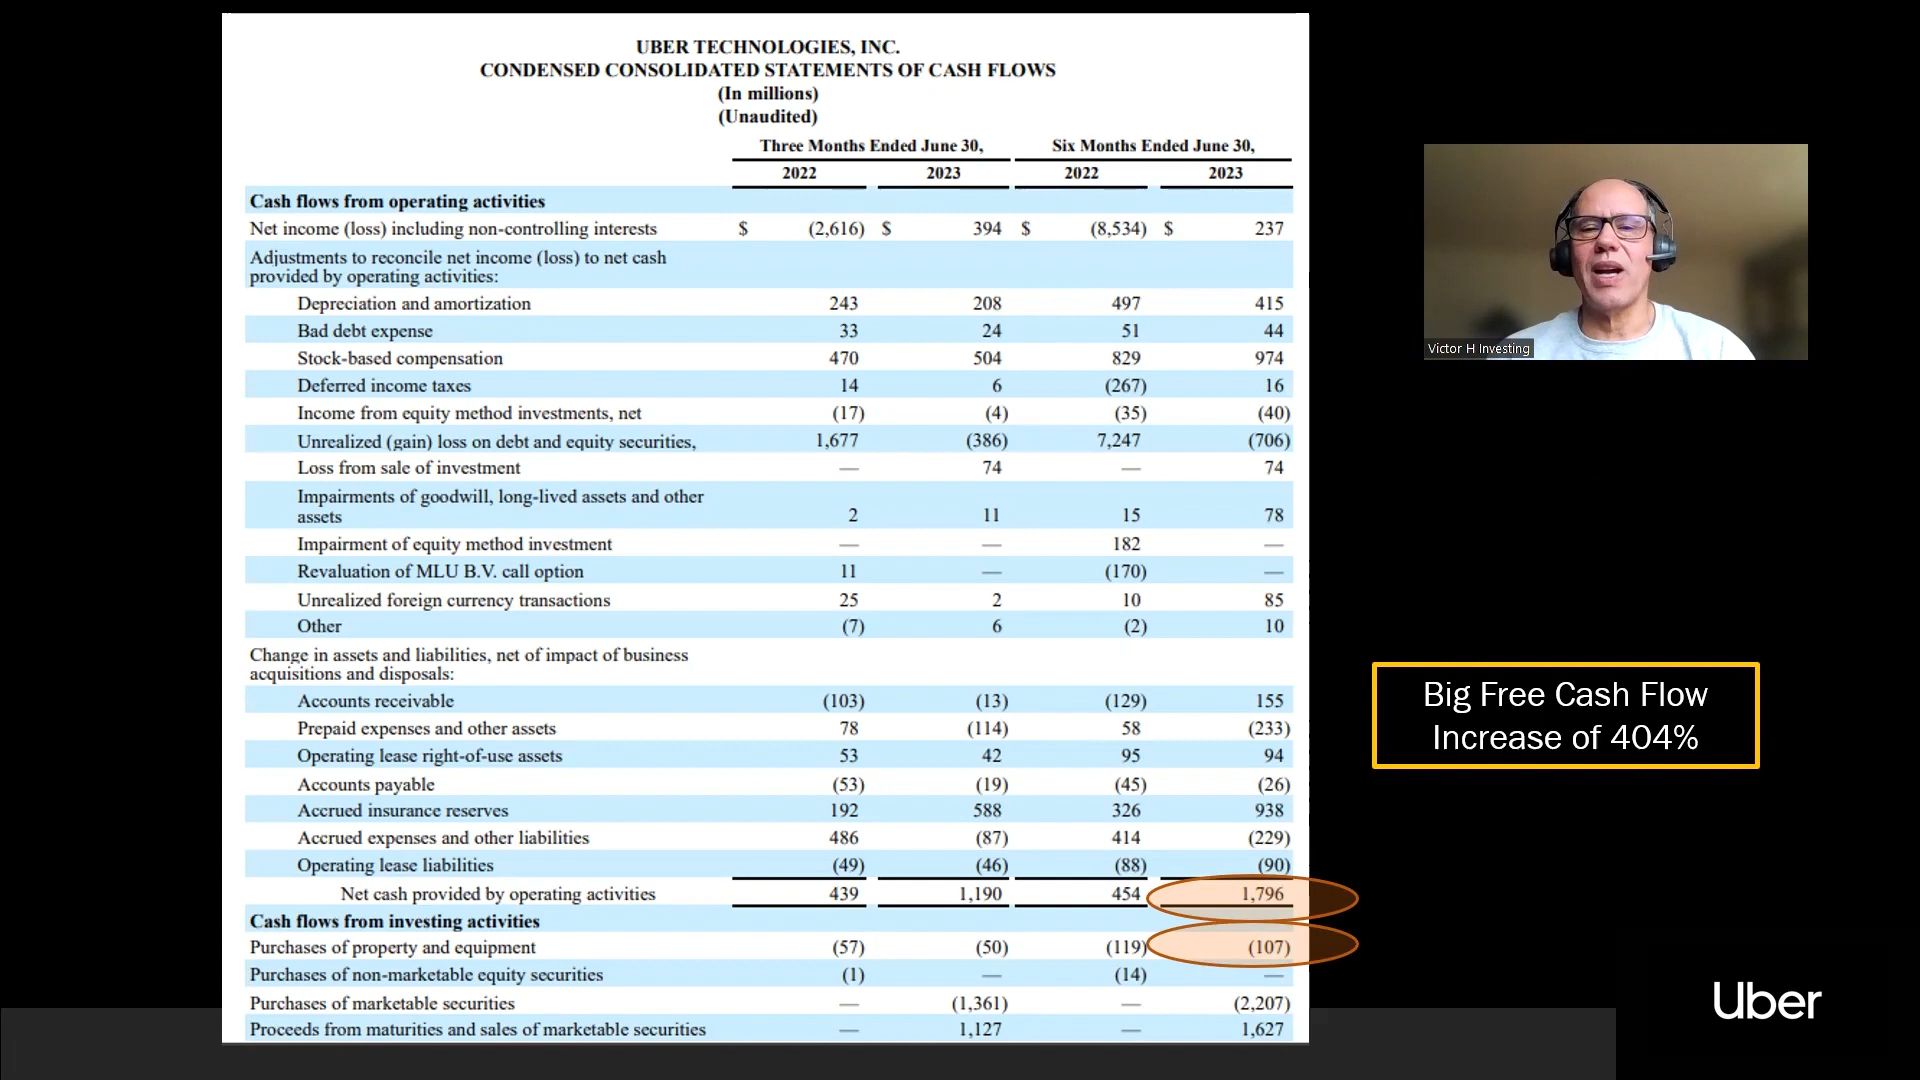 UBER TECHNOLOGIES, INC.
CONDENSED CONSOLIDATED STATEMENTS OF CASH FLOWS
(In millions)
(Unaudited)
Three Months Ended June 30, Six Months Ended June 30,
2022 2023 2022 2023
Cash flows from operating activities
Net income (loss) including non-controlling interests $ (2,616) $ 394 $ (8,534) $ 237
Adjustments to reconcile net income (loss) to net cash
provided by operating activities:
Depreciation and amortization 243 208 497 415
Bad debt expense 33 24 51 44
Stock-based compensation 470 504 829 974
Deferred income taxes 14 6 (267) 16
Income from equity method investments, net (17) (4) (35) (40)
Unrealized (gain) loss on debt and equity securities, 1,677 (386) 7,247 (706)
Loss from sale of investment — 74 — 74
Impairments of goodwill, long-lived assets and other
assets 2 11 15 78
Impairment of equity method investment — — 182 —
Revaluation of MLU B.V. call option 11 — (170) —
Unrealized foreign currency transactions 25 2 10 85
Other (7) 6 (2) 10
Change in assets and liabilities, net of impact of business
acquisitions and disposals:
Accounts receivable (103) (13) (129) 155
Prepaid expenses and other assets 78 (114) 58 (233)
Operating lease right-of-use assets 53 42 95 94
Accounts payable (53) (19) (45) (26)
Accrued insurance reserves 192 588 326 938
Accrued expenses and other liabilities 486 (87) 414 (229)
Operating lease liabilities (49) (46) (88) (90)
Net cash provided by operating activities 439 1,190 454 1,796
Cash flows from investing activities
Purchases of property and equipment (57) (50) (119) (107)
Purchases of non-marketable equity securities (1) — (14) —
Purchases of marketable securities — (1,361) — (2,207)
Proceeds from maturities and sales of marketable securities — 1,127 — 1,627
Victor H Investing
Big Free Cash Flow
Increase of 404%
Uber